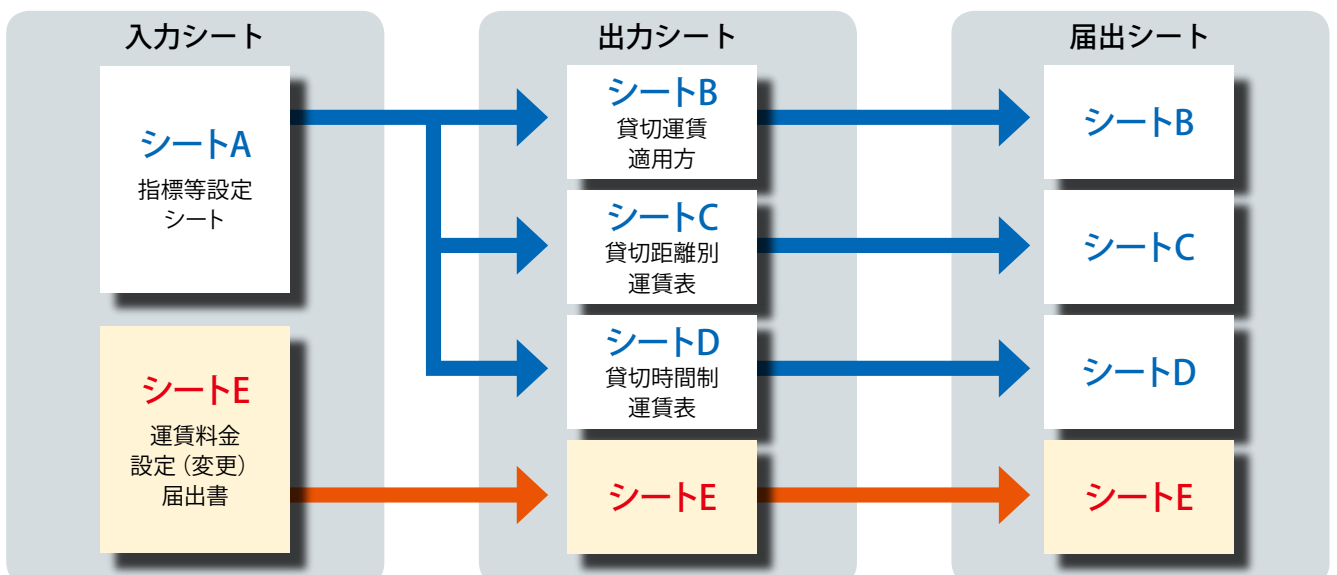 入力シート
シートA
指標等設定
シート
シートE
運賃料金
設定（変更）
届出書
出力シート
シートB
貸切運賃
適用方
シートC
貸切距離別
運賃表
シートD
貸切時間制
運賃表
シートE
届出シート
シートB
シートC
シートD
シートE